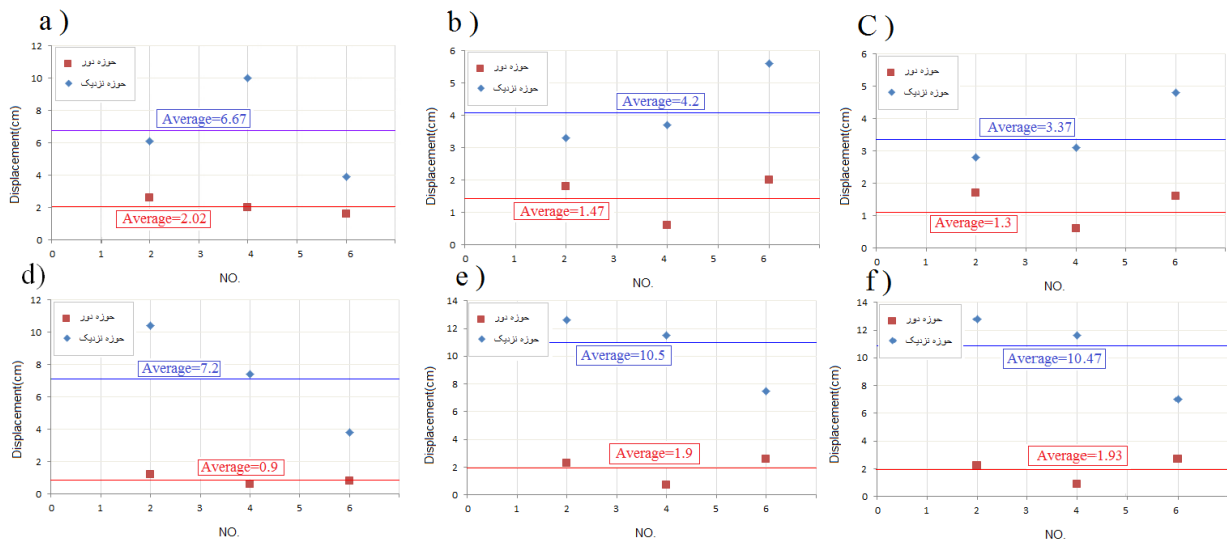 a )
حوزه دور
حوزه نزدیک
Average=6.67
Average=2.02
Displacement(cm)
12
10
8
6
4
2
0
0 1 2 3 4 5 6
NO.
b )
حوزه دور
حوزه نزدیک
Average=4.2
Average=1.47
Displacement(cm)
6
5
4
3
2
1
0
0 1 2 3 4 5 6
NO.
C )
حوزه دور
حوزه نزدیک
Average=3.37
Average=1.3
Displacement(cm)
6
5
4
3
2
1
0
0 1 2 3 4 5 6
NO.
d)
حوزه دور
حوزه نزدیک
Average=7.2
Average=0.9
Displacement(cm)
12
10
8
6
4
2
0
0 1 2 3 4 5 6
NO.
e )
حوزه دور
حوزه نزدیک
Average=10.5
Average=1.9
Displacement(cm)
14
12
10
8
6
4
2
0
0 1 2 3 4 5 6
NO.
f )
حوزه دور
حوزه نزدیک
Average=10.47
Average=1.93
Displacement(cm)
14
12
10
8
6
4
2
0
0 1 2 3 4 5 6
NO.